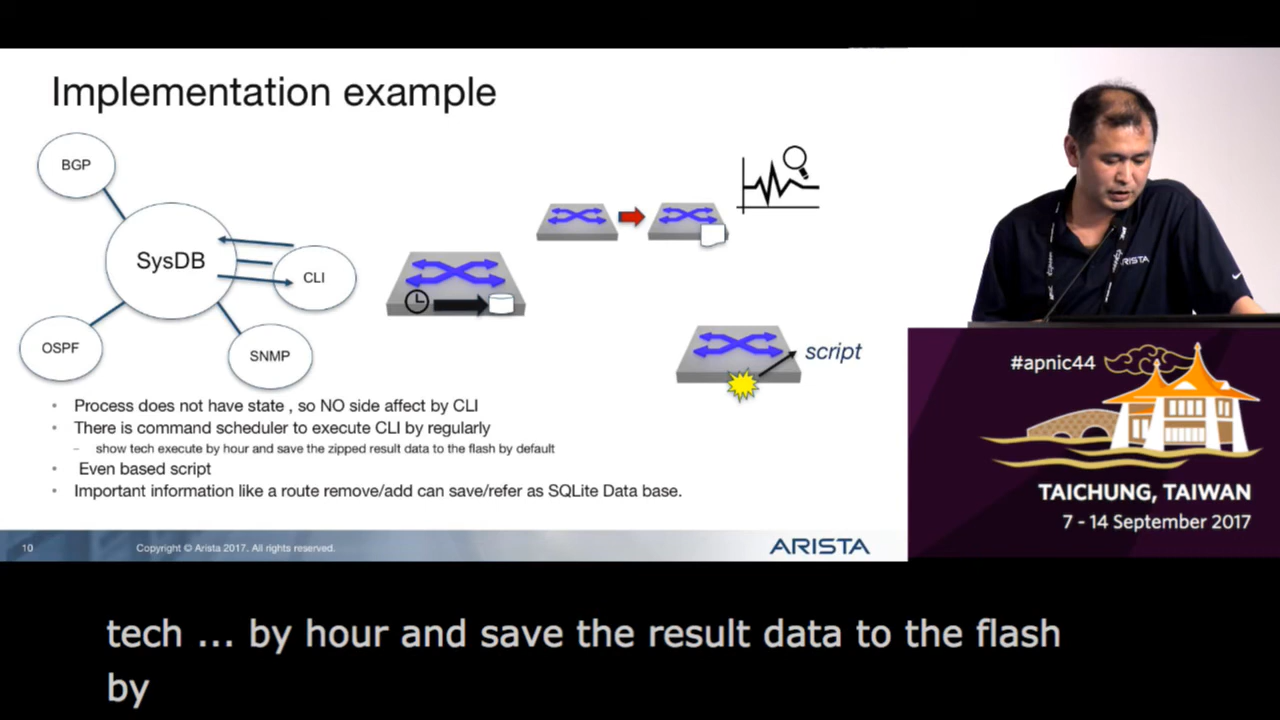 Implementation example
BGP
SysDB
CLI
OSPF
SNMP
script
• Process does not have state , so NO side affect by CLI
• There is command scheduler to execute CLI by regularly
– show tech execute by hour and save the zipped result data to the flash by default
• Even based script
• Important information like a route remove/add can save/refer as SQLite Data base.
10
Copyright © Arista 2017. All rights reserved.
ARISTA
ARISTA
#apnic44
TAICHUNG, TAIWAN
7 - 14 September 2017
tech ... by hour and save the result data to the flash
by